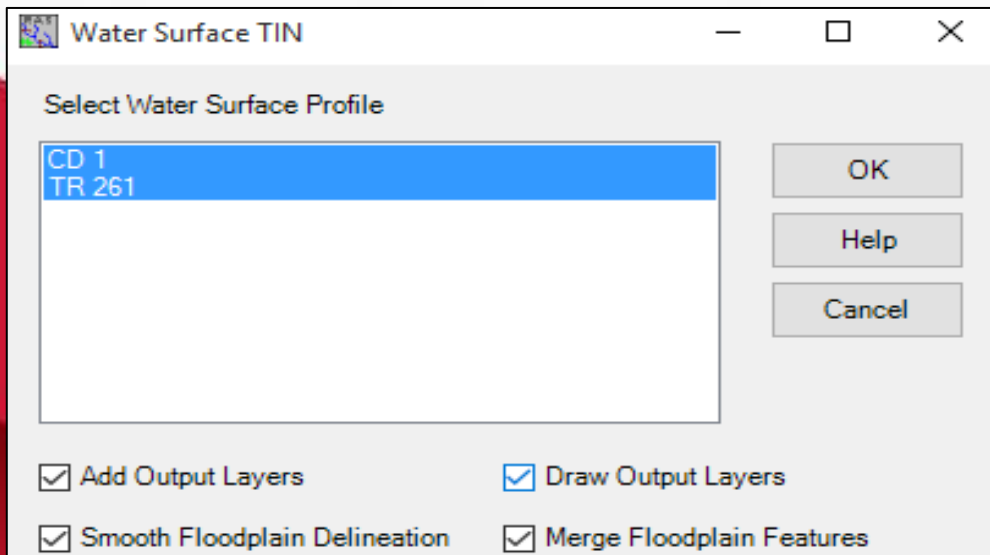 Water Surface TIN
Select Water Surface Profile
CD 1
TR 261
OK
Help
Cancel
Add Output Layers
Draw Output Layers
Smooth Floodplain Delineation
Merge Floodplain Features